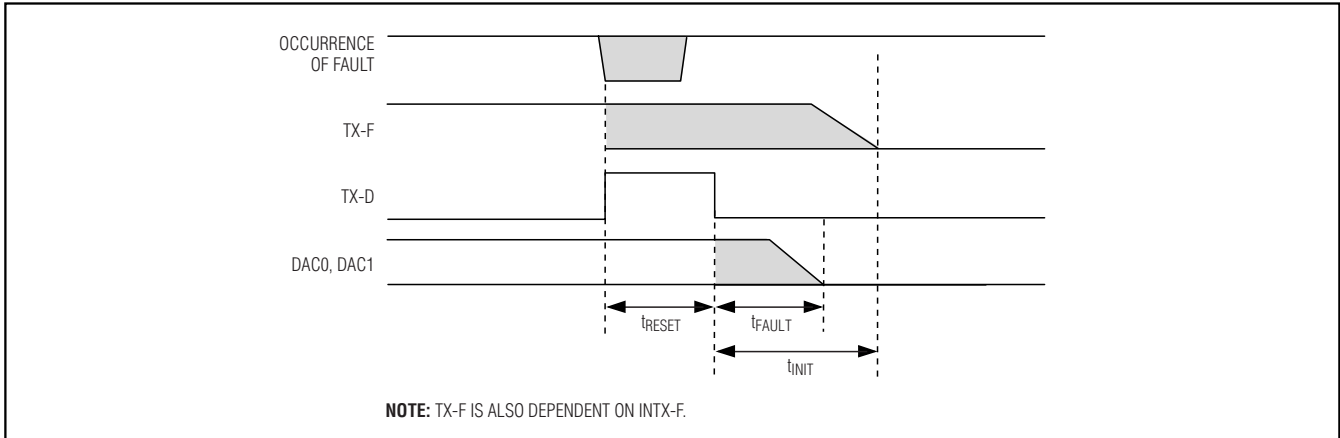 OCCURRENCE
OF FAULT
TX-F
TX-D
DAC0, DAC1
tRESET
tFAULT
tINIT
NOTE: TX-F IS ALSO DEPENDENT ON INTX-F.